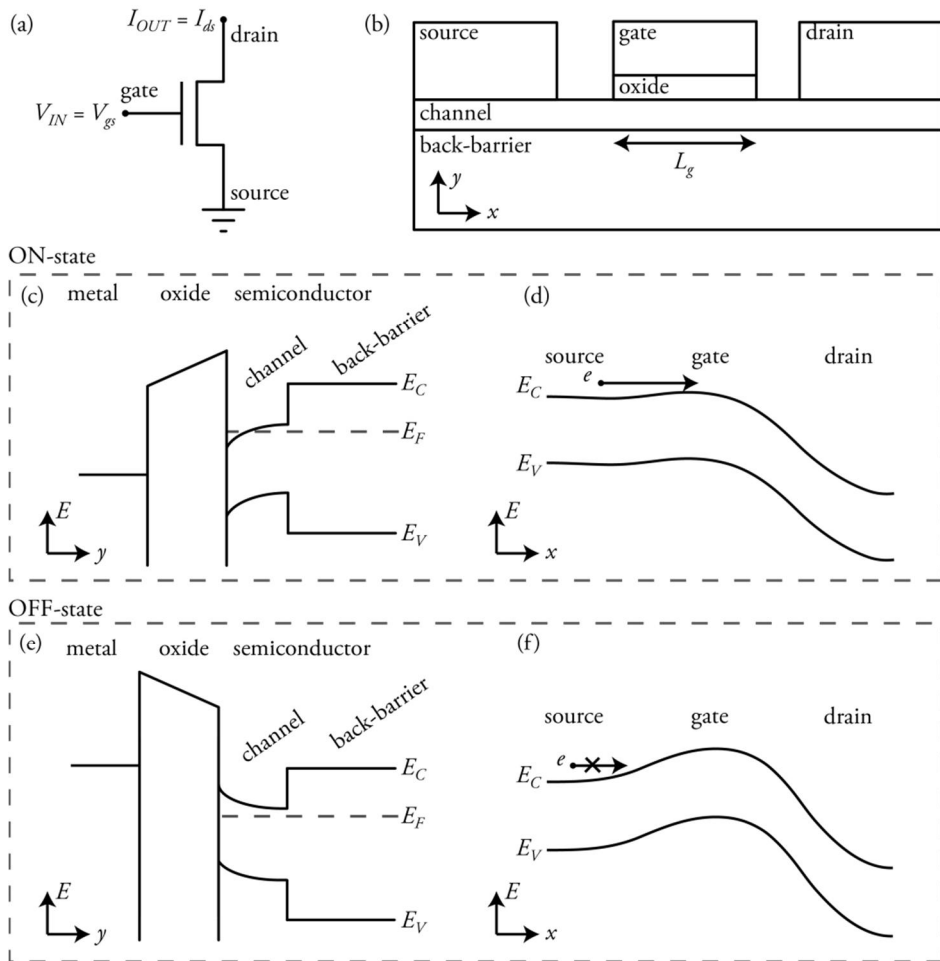 (a)
I_OUT = I_ds
drain
gate
V_IN = V_gs
source
(b)
source
gate
drain
oxide
channel
back-barrier
L_g
y
x
ON-state
(c)
metal
oxide
semiconductor
channel
back-barrier
E_C
E_F
E_V
E
y
(d)
source
gate
drain
e
E_C
E_V
E
x
OFF-state
(e)
metal
oxide
semiconductor
channel
back-barrier
E_C
E_F
E_V
E
y
(f)
source
gate
drain
e
E_C
E_V
E
x